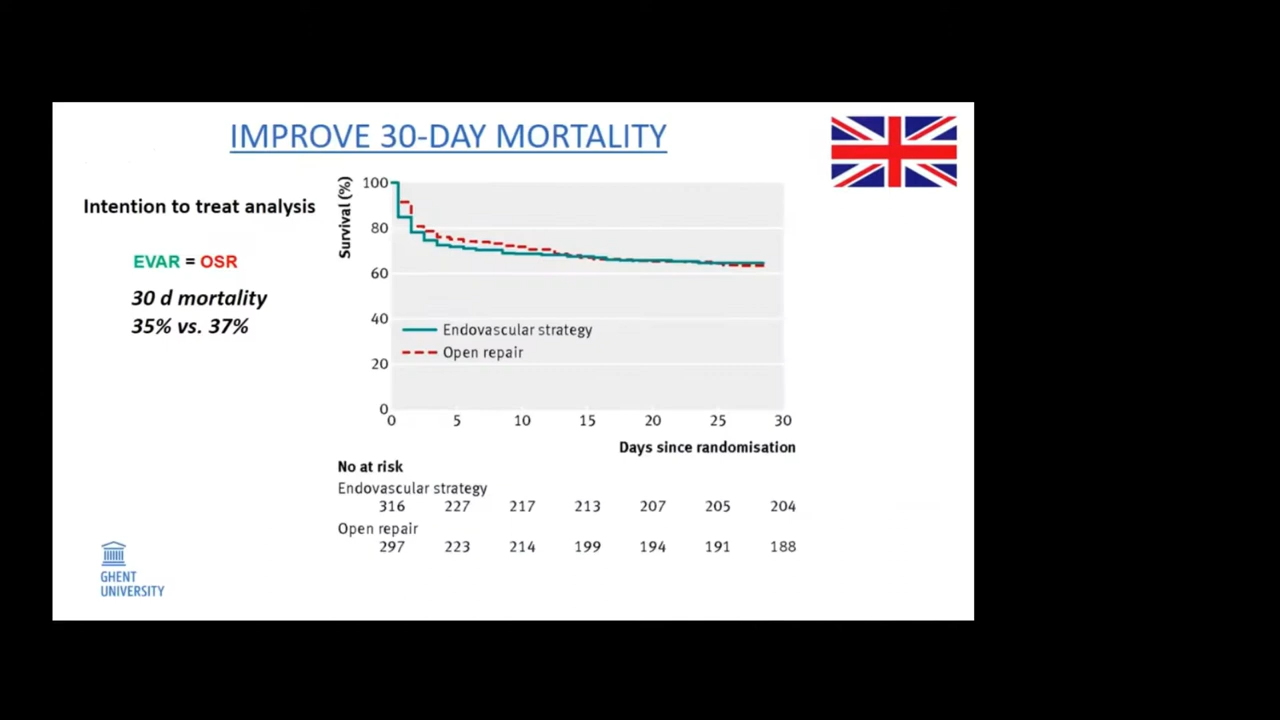 IMPROVE 30-DAY MORTALITY
Intention to treat analysis
EVAR = OSR
30 d mortality
35% vs. 37%
Survival (%)
100
80
60
40
20
0
Endovascular strategy
Open repair
0 5 10 15 20 25 30
Days since randomisation
No at risk
Endovascular strategy
316 227 217 213 207 205 204
Open repair
297 223 214 199 194 191 188
GHENT
UNIVERSITY